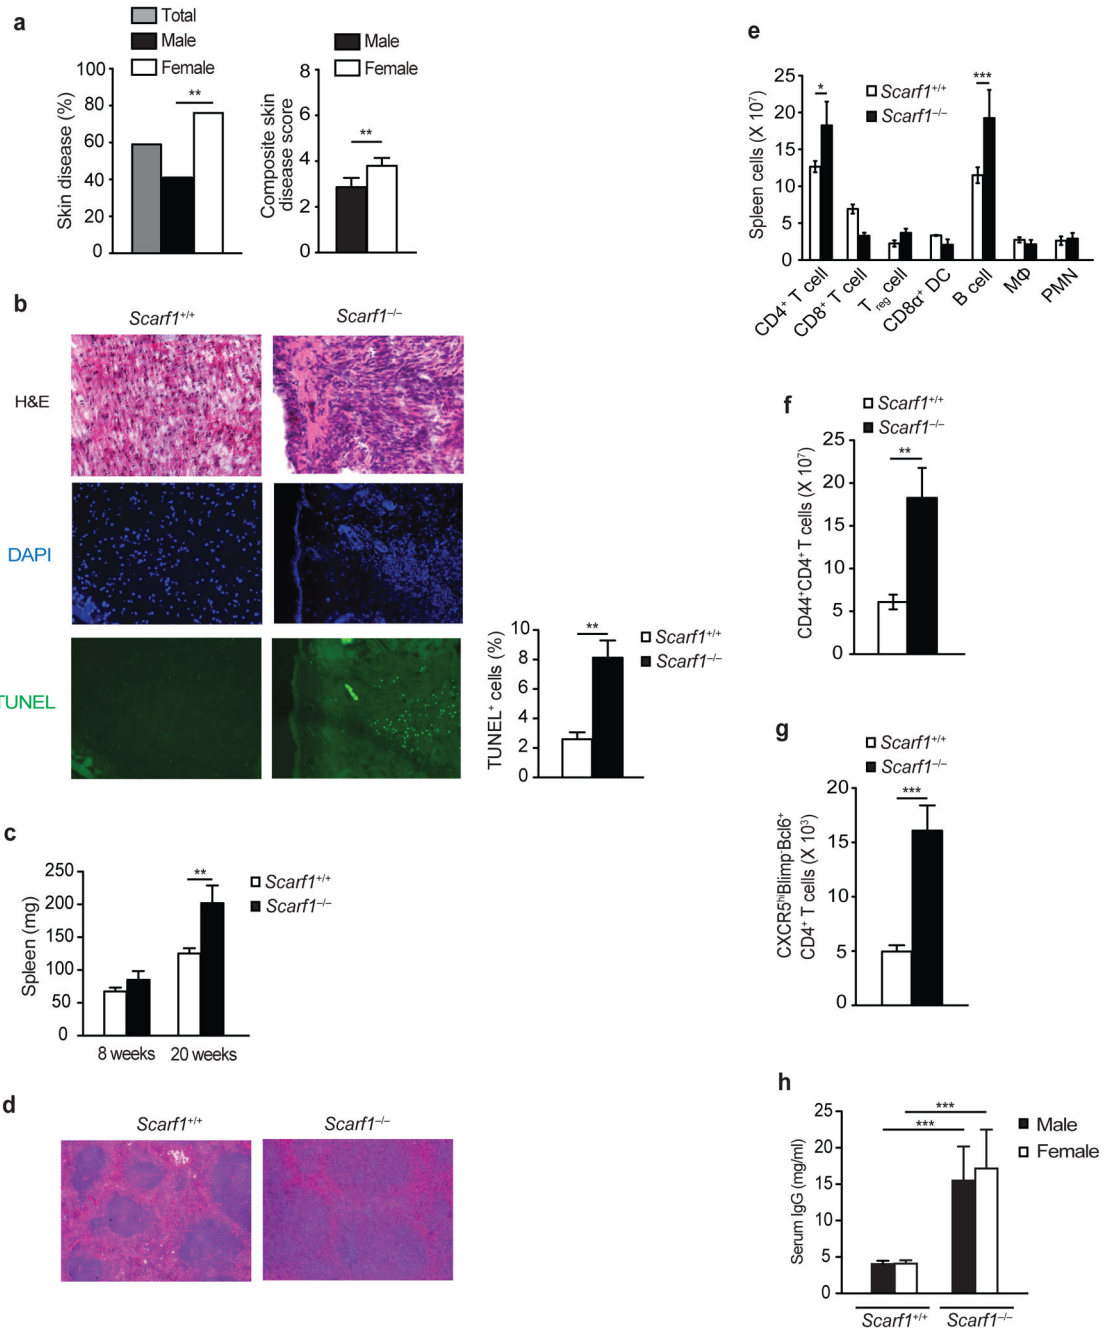 a
Total
Male
Female
Skin disease (%)
100
80
60
40
20
0
**
Male
Female
Composite skin
disease score
8
6
4
2
0
**
b
Scarf1+/+
Scarf1–/–
H&E
DAPI
TUNEL
TUNEL+ cells (%)
10
8
6
4
2
0
**
Scarf1+/+
Scarf1–/–
c
Spleen (mg)
250
200
150
100
50
0
**
8 weeks
20 weeks
Scarf1+/+
Scarf1–/–
d
Scarf1+/+
Scarf1–/–
e
Spleen cells (X 10⁷)
25
20
15
10
5
0
*
***
Scarf1+/+
Scarf1–/–
CD4+ T cell
CD8+ T cell
Treg cell
CD8α+ DC
B cell
MΦ
PMN
f
Scarf1+/+
Scarf1–/–
CD44+CD4+ T cells (X 10⁷)
25
20
15
10
5
0
**
g
Scarf1+/+
Scarf1–/–
CXCR5hiBlimp-Bcl6+
CD4+ T cells (X 10³)
20
15
10
5
0
***
h
Serum IgG (mg/ml)
25
20
15
10
5
0
***
***
Male
Female
Scarf1+/+
Scarf1–/–